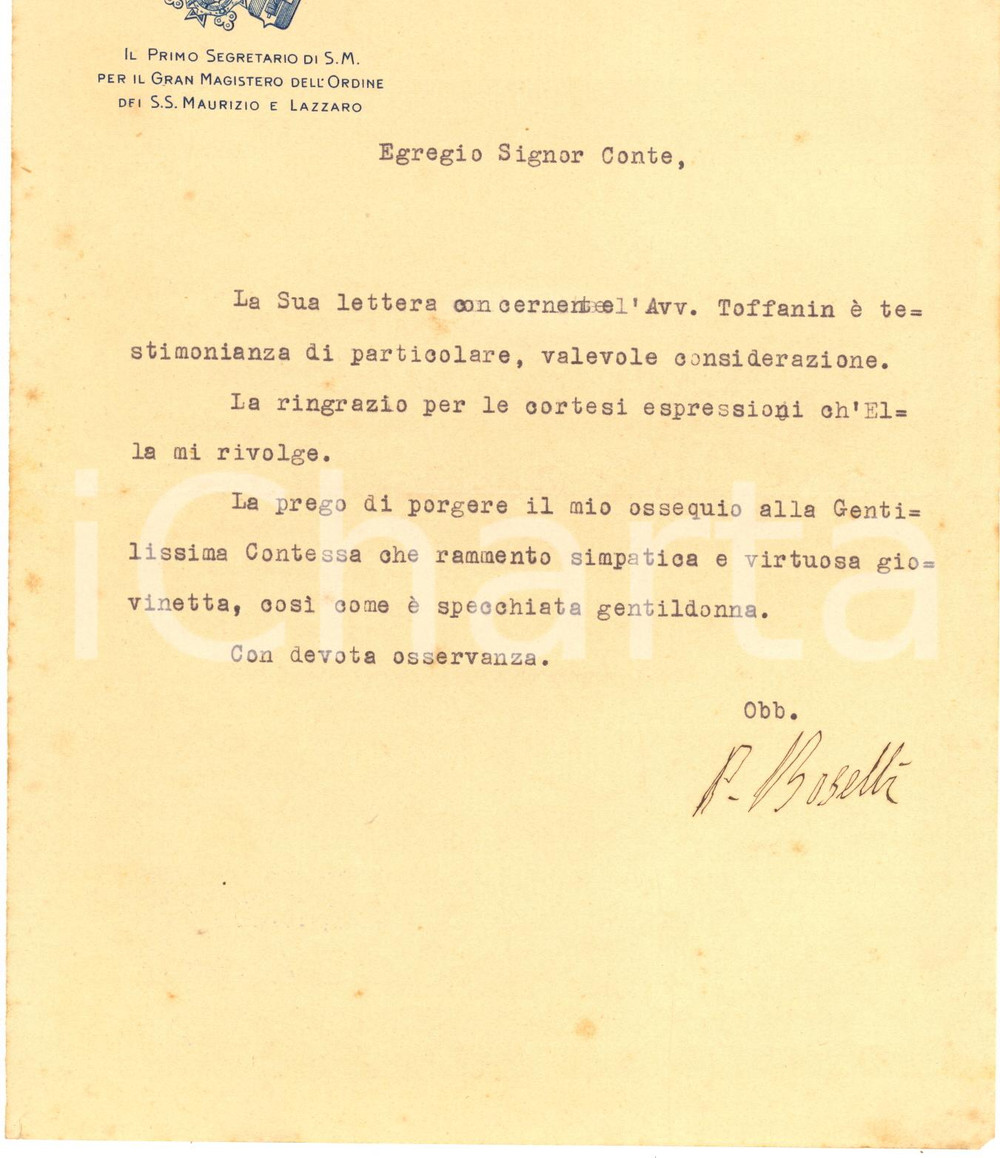 IL PRIMO SEGRETARIO DI S.M.
PER IL GRAN MAGISTERO DELL'ORDINE
DEI S.S. MAURIZIO E LAZZARO
Egregio Signor Conte,
La Sua lettera concernente l'Avv. Toffanin è te=
stimonianza di particolare, valevole considerazione.
La ringrazio per le cortesi espressioni ch'El=
la mi rivolge.
La prego di porgere il mio ossequio alla Genti=
lissima Contessa che rammento simpatica e virtuosa gio=
vinetta, così come è specchiata gentildonna.
Con devota osservanza.
Obb.
P. Boselli
iCharta